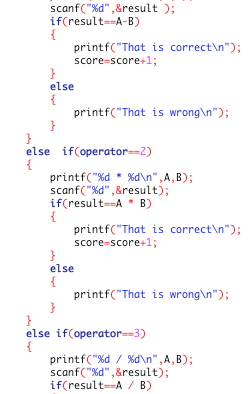 scanf("%d",&result );
if(result==A-B)
{
printf("That is correct\n");
score=score+1;
}
else
{
printf("That is wrong\n");
}
}
else  if(operator==2)
{
printf("%d * %d\n",A,B);
scanf("%d",&result);
if(result==A * B)
{
printf("That is correct\n");
score=score+1;
}
else
{
printf("That is wrong\n");
}
}
else if(operator==3)
{
printf("%d / %d\n",A,B);
scanf("%d",&result);
if(result==A / B)